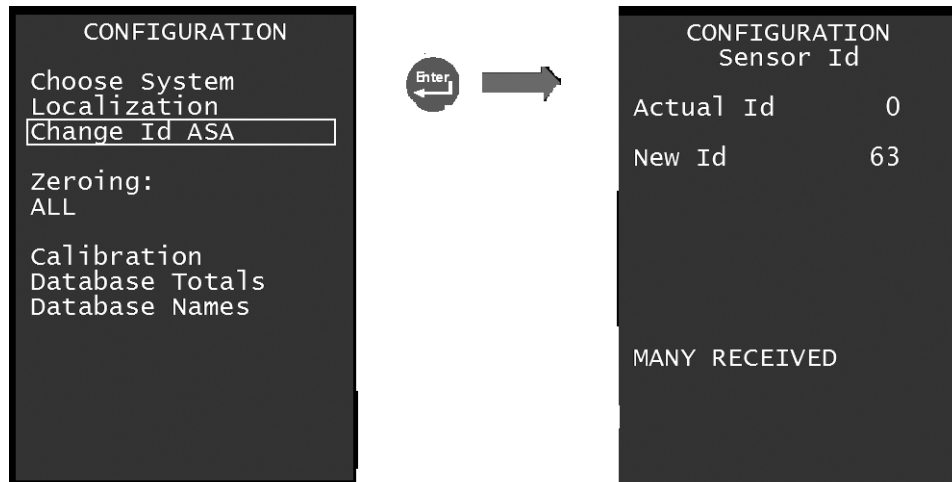 CONFIGURATION
Choose System
Localization
Change Id ASA
Zeroing:
ALL
Calibration
Database Totals
Database Names
Enter
CONFIGURATION
Sensor Id
Actual Id 0
New Id 63
MANY RECEIVED